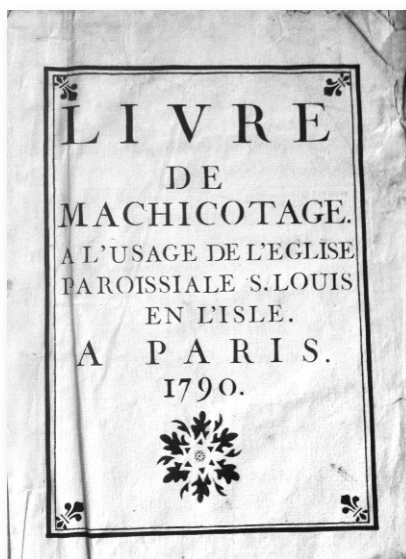 LIVRE
DE
MACHICOTAGE.
A L'USAGE DE L'EGLISE
PAROISSIALE S. LOUIS
EN L'ISLE.
A PARIS.
1790.